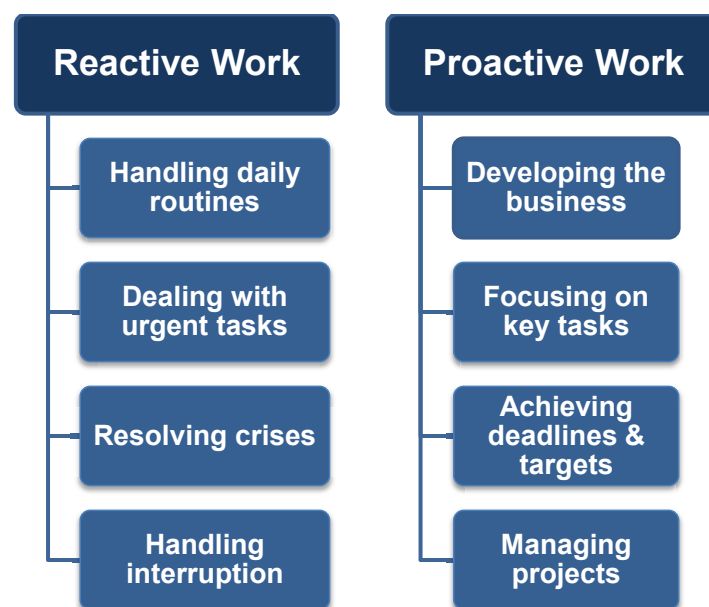 Reactive Work
Handling daily
routines
Dealing with
urgent tasks
Resolving crises
Handling
interruption
Proactive Work
Developing the
business
Focusing on
key tasks
Achieving
deadlines &
targets
Managing
projects